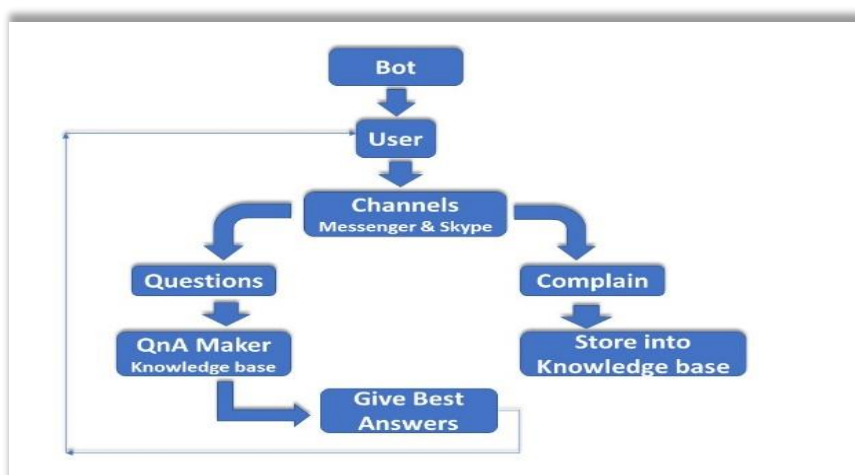 Bot
User
Channels
Messenger & Skype
Questions
Complain
QnA Maker
Knowledge base
Store into
Knowledge base
Give Best
Answers